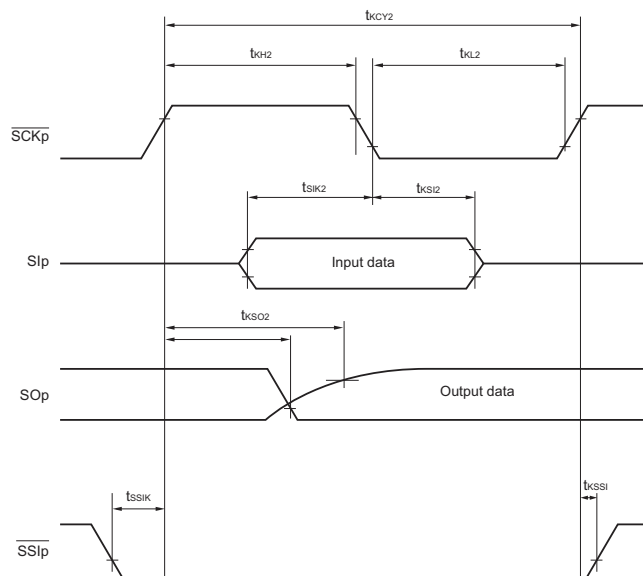 tKCY2
tKH2
tKL2
SCKp
tSIK2
tKSI2
SIp
Input data
tKSO2
SOp
Output data
tSSIK
tKSSI
SSIp